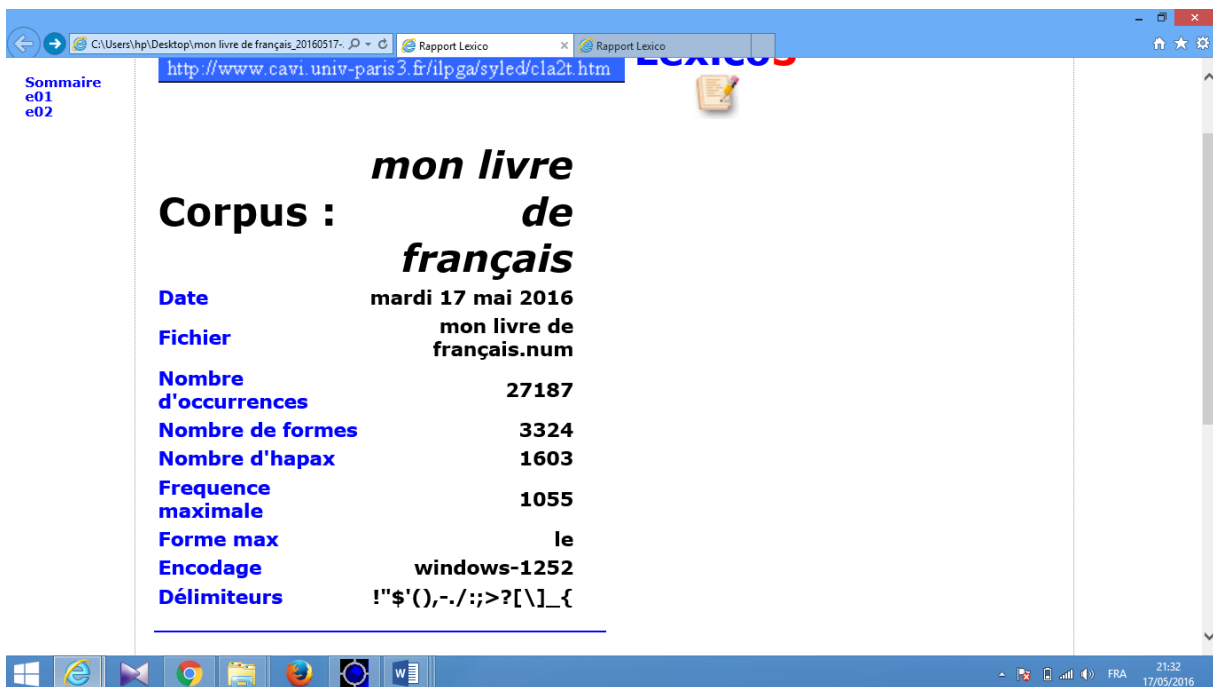 C:\Users\hp\Desktop\mon livre de français_20160517-.
Rapport Lexico
Rapport Lexico
Sommaire
e01
e02
http://www.cavi.univ-paris3.fr/ilpga/syled/cla2t.htm
Lexico3
Corpus :
mon livre
de
français
Date mardi 17 mai 2016
Fichier mon livre de
français.num
Nombre
d'occurrences 27187
Nombre de formes 3324
Nombre d'hapax 1603
Frequence
maximale 1055
Forme max le
Encodage windows-1252
Délimiteurs !"$'(),-./:;>?[\]_{
FRA
21:32
17/05/2016